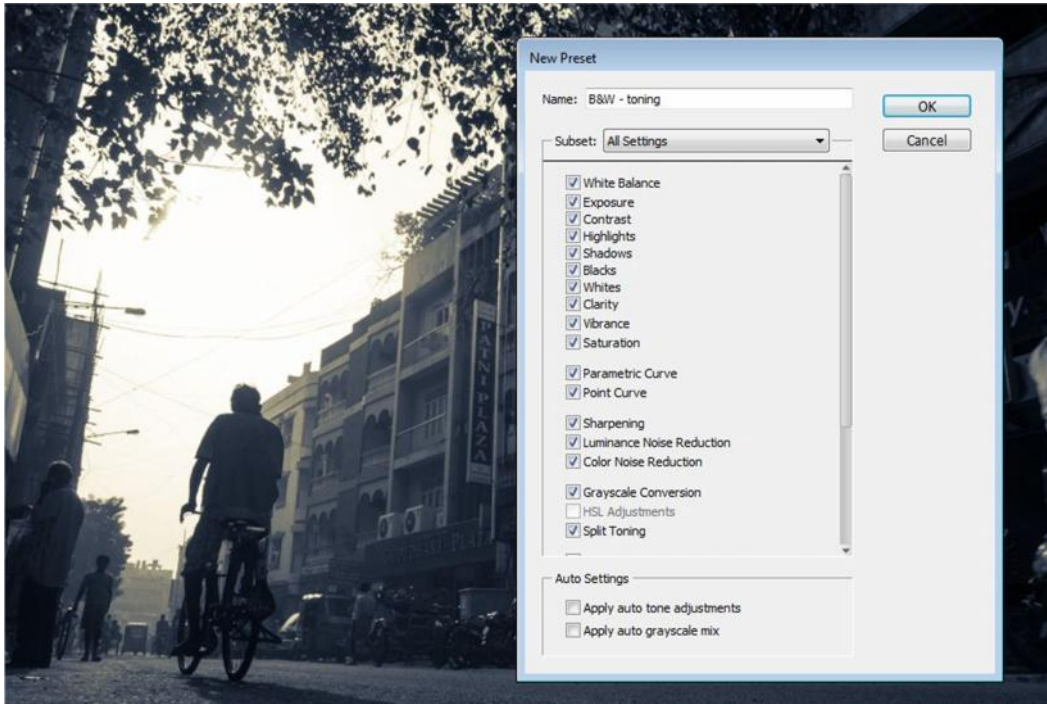 New Preset
Name: B&W - toning
OK
Subset: All Settings
Cancel
White Balance
Exposure
Contrast
Highlights
Shadows
Blacks
Whites
Clarity
Vibrance
Saturation
Parametric Curve
Point Curve
Sharpening
Luminance Noise Reduction
Color Noise Reduction
Grayscale Conversion
HSL Adjustments
Split Toning
Auto Settings
Apply auto tone adjustments
Apply auto grayscale mix
PATNI PLAZA